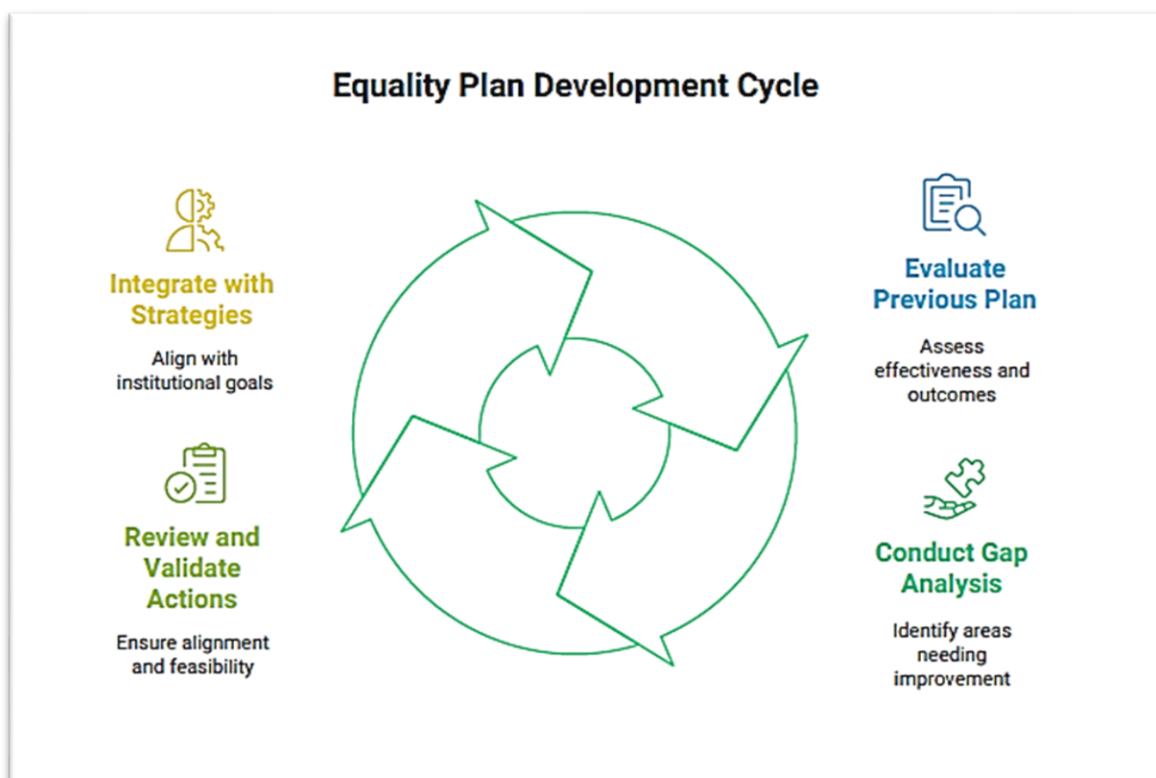 Equality Plan Development Cycle
Integrate with
Strategies
Align with
institutional goals
Evaluate
Previous Plan
Assess
effectiveness and
outcomes
Review and
Validate
Actions
Ensure alignment
and feasibility
Conduct Gap
Analysis
Identify areas
needing
improvement